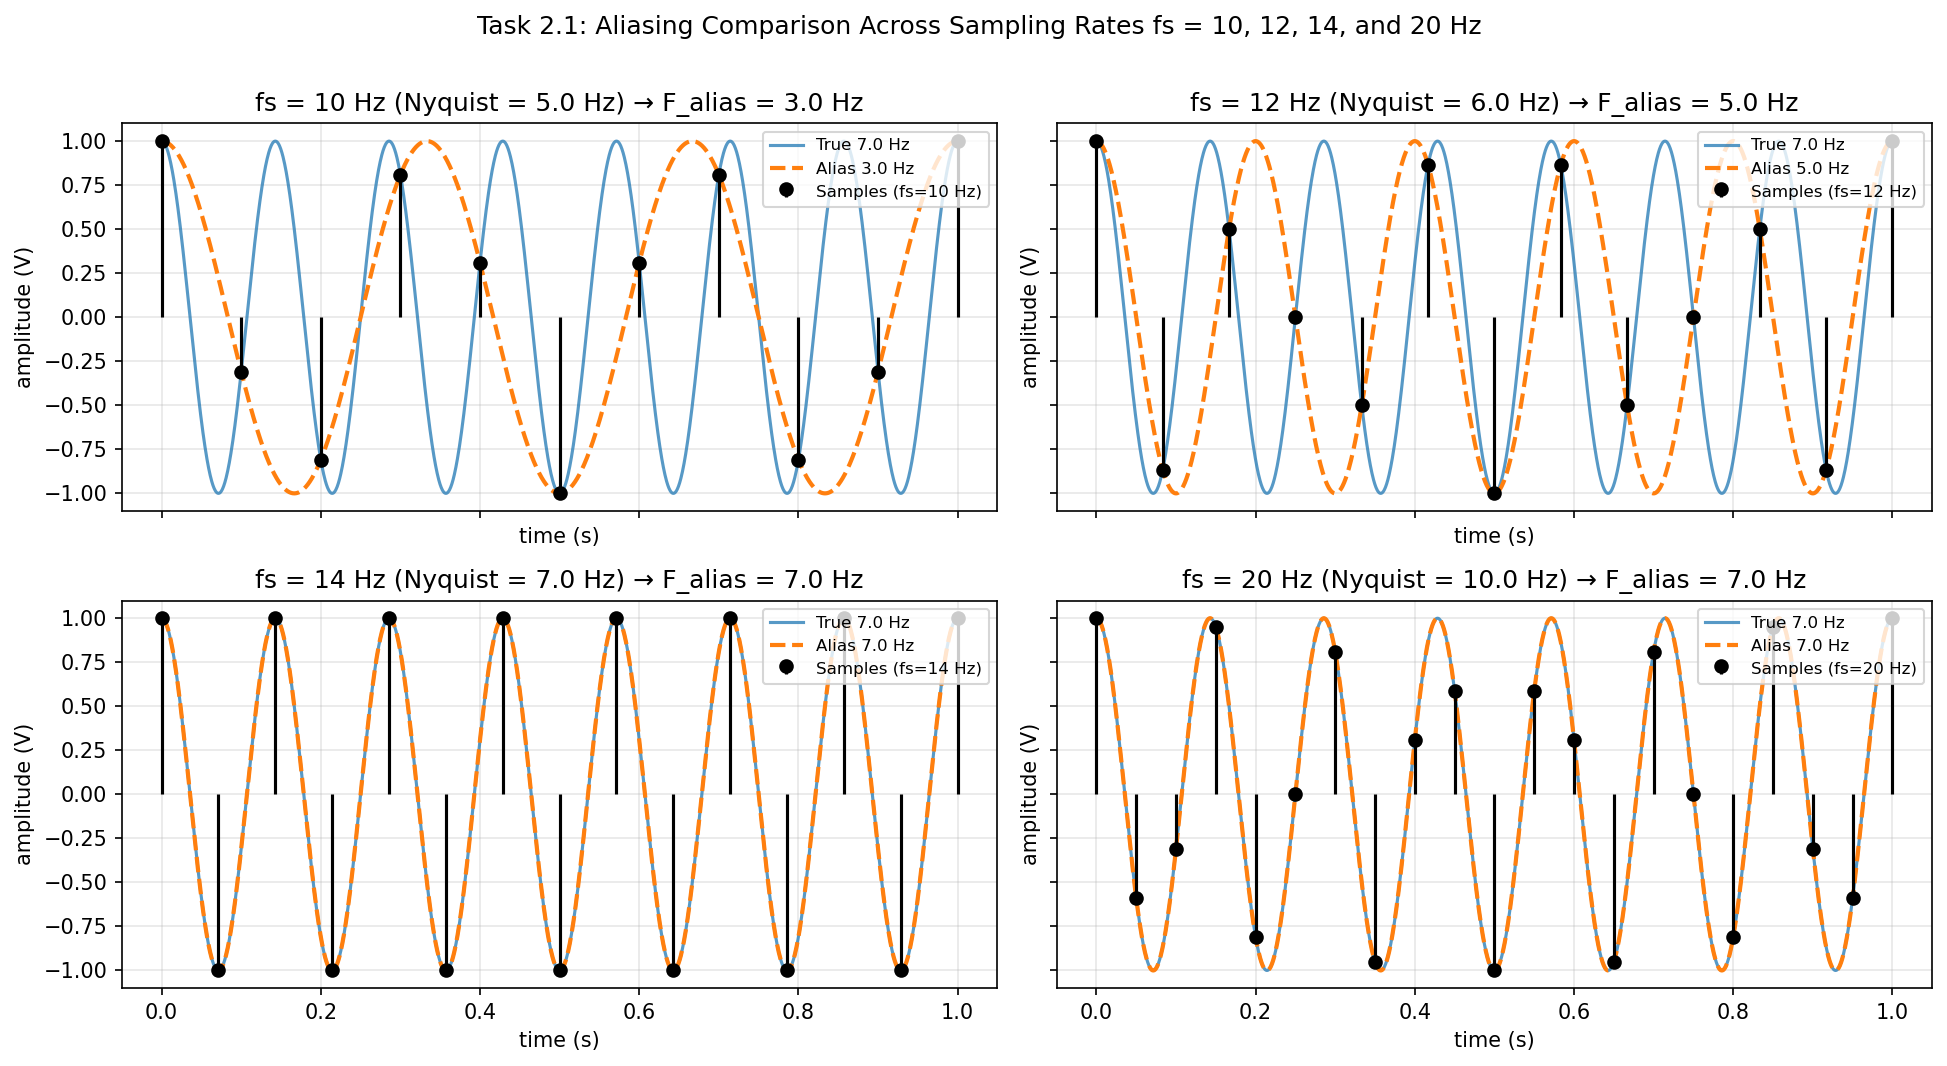 Task 2.1: Aliasing Comparison Across Sampling Rates fs = 10, 12, 14, and 20 Hz
fs = 10 Hz (Nyquist = 5.0 Hz) → F_alias = 3.0 Hz
True 7.0 Hz
Alias 3.0 Hz
Samples (fs=10 Hz)
1.00
0.75
0.50
0.25
0.00
−0.25
−0.50
−0.75
−1.00
amplitude (V)
time (s)
fs = 12 Hz (Nyquist = 6.0 Hz) → F_alias = 5.0 Hz
True 7.0 Hz
Alias 5.0 Hz
Samples (fs=12 Hz)
amplitude (V)
time (s)
fs = 14 Hz (Nyquist = 7.0 Hz) → F_alias = 7.0 Hz
True 7.0 Hz
Alias 7.0 Hz
Samples (fs=14 Hz)
1.00
0.75
0.50
0.25
0.00
−0.25
−0.50
−0.75
−1.00
amplitude (V)
0.0 0.2 0.4 0.6 0.8 1.0
time (s)
fs = 20 Hz (Nyquist = 10.0 Hz) → F_alias = 7.0 Hz
True 7.0 Hz
Alias 7.0 Hz
Samples (fs=20 Hz)
amplitude (V)
0.0 0.2 0.4 0.6 0.8 1.0
time (s)